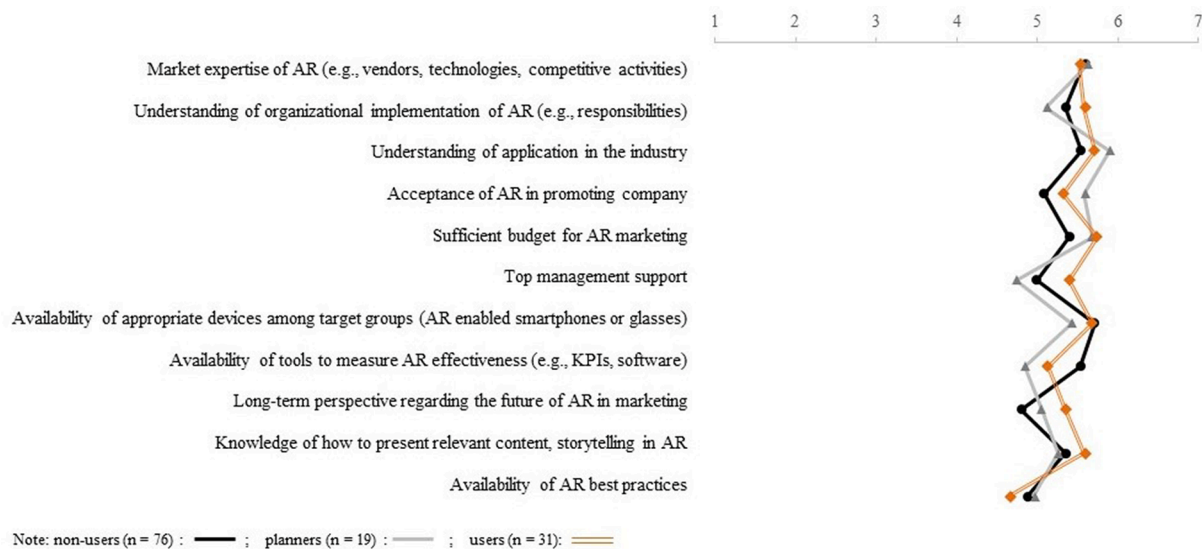 1 2 3 4 5 6 7
Market expertise of AR (e.g., vendors, technologies, competitive activities)
Understanding of organizational implementation of AR (e.g., responsibilities)
Understanding of application in the industry
Acceptance of AR in promoting company
Sufficient budget for AR marketing
Top management support
Availability of appropriate devices among target groups (AR enabled smartphones or glasses)
Availability of tools to measure AR effectiveness (e.g., KPIs, software)
Long-term perspective regarding the future of AR in marketing
Knowledge of how to present relevant content, storytelling in AR
Availability of AR best practices
Note: non-users (n = 76) : ; planners (n = 19) : ; users (n = 31):